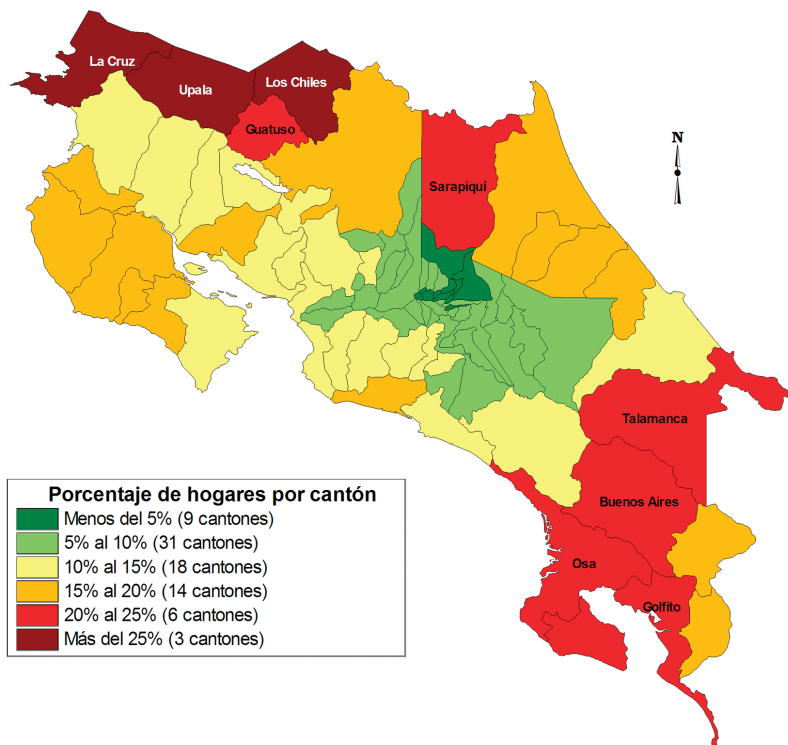 La Cruz
Upala
Los Chiles
Guatuso
Sarapiquí
N
Talamanca
Buenos Aires
Osa
Golfito
Porcentaje de hogares por cantón
Menos del 5% (9 cantones)
5% al 10% (31 cantones)
10% al 15% (18 cantones)
15% al 20% (14 cantones)
20% al 25% (6 cantones)
Más del 25% (3 cantones)